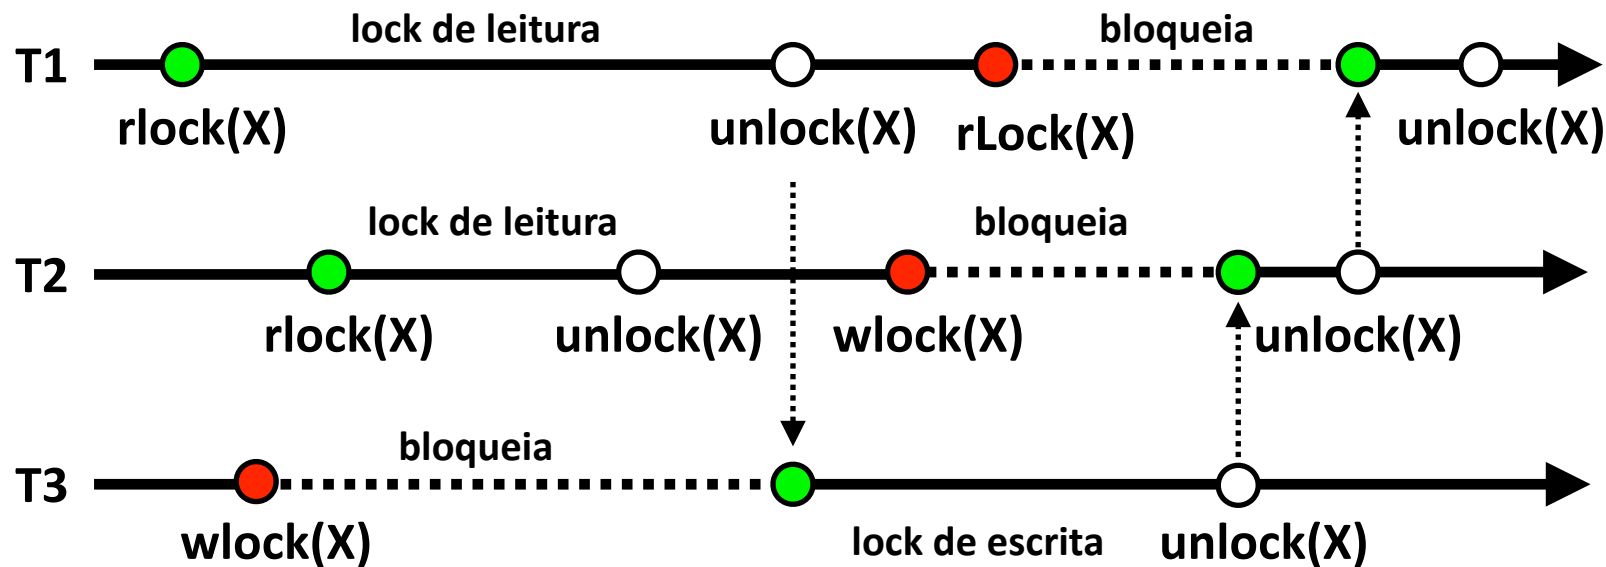 lock de leitura bloqueia
T1
rlock(X) unlock(X) rLock(X) unlock(X)
lock de leitura bloqueia
T2
rlock(X) unlock(X) wlock(X) unlock(X)
bloqueia
T3
wlock(X) lock de escrita unlock(X)